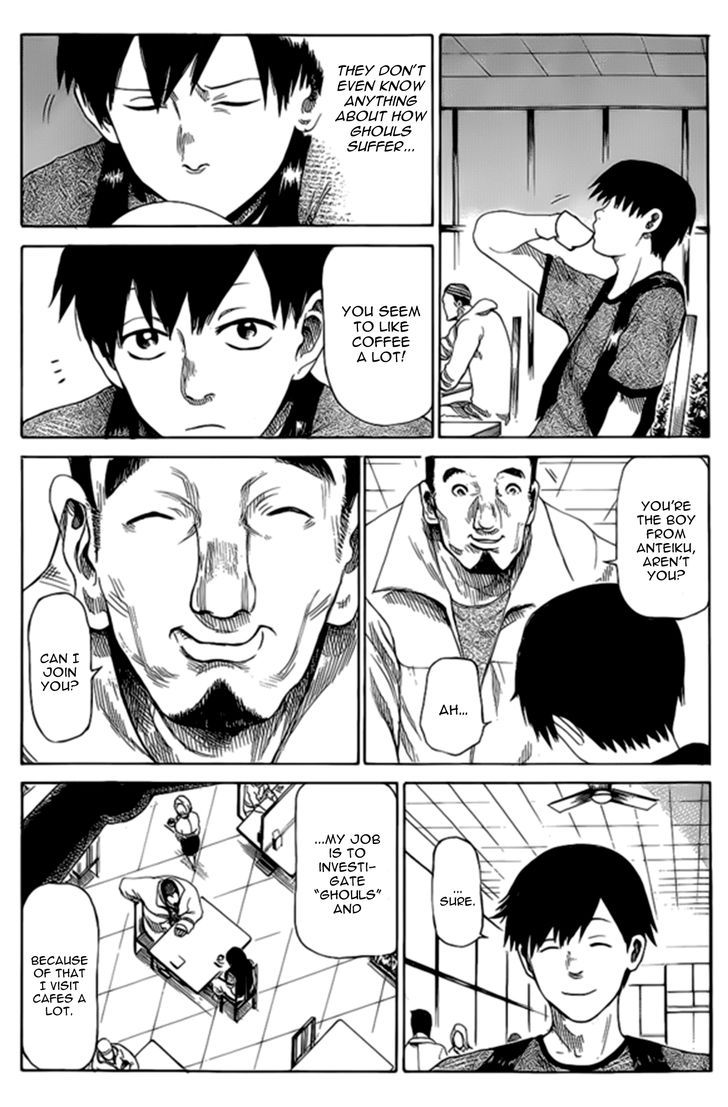 THEY DON'T
EVEN KNOW
ANYTHING
ABOUT HOW
GHOULS
SUFFER...
YOU SEEM
TO LIKE
COFFEE
A LOT!
YOU'RE
THE BOY
FROM
ANTEIKU,
AREN'T
YOU?
AH...
CAN I
JOIN
YOU?
...
SURE.
...MY JOB
IS TO
INVESTI-
GATE
"GHOULS"
AND
BECAUSE
OF THAT
I VISIT
CAFES A
LOT.